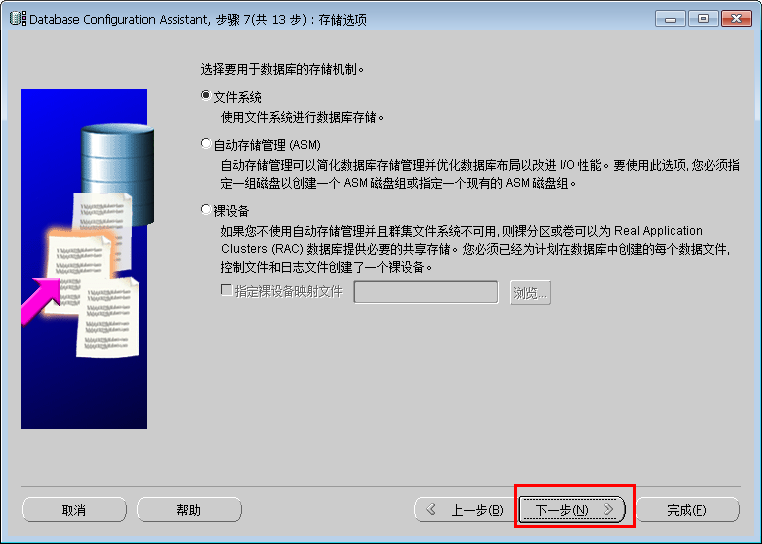 Database Configuration Assistant, 步骤 7(共 13 步) : 存储选项
选择要用于数据库的存储机制。
文件系统
使用文件系统进行数据库存储。
自动存储管理 (ASM)
自动存储管理可以简化数据库存储管理并优化数据库布局以改进 I/O 性能。要使用此选项, 您必须指
定一组磁盘以创建一个 ASM 磁盘组或指定一个现有的 ASM 磁盘组。
裸设备
如果您不使用自动存储管理并且群集文件系统不可用, 则裸分区或卷可以为 Real Application
Clusters (RAC) 数据库提供必要的共享存储。您必须已经为计划在数据库中创建的每个数据文件,
控制文件和日志文件创建了一个裸设备。
指定裸设备映射文件
浏览...
取消
帮助
上一步(B)
下一步(N)
完成(F)